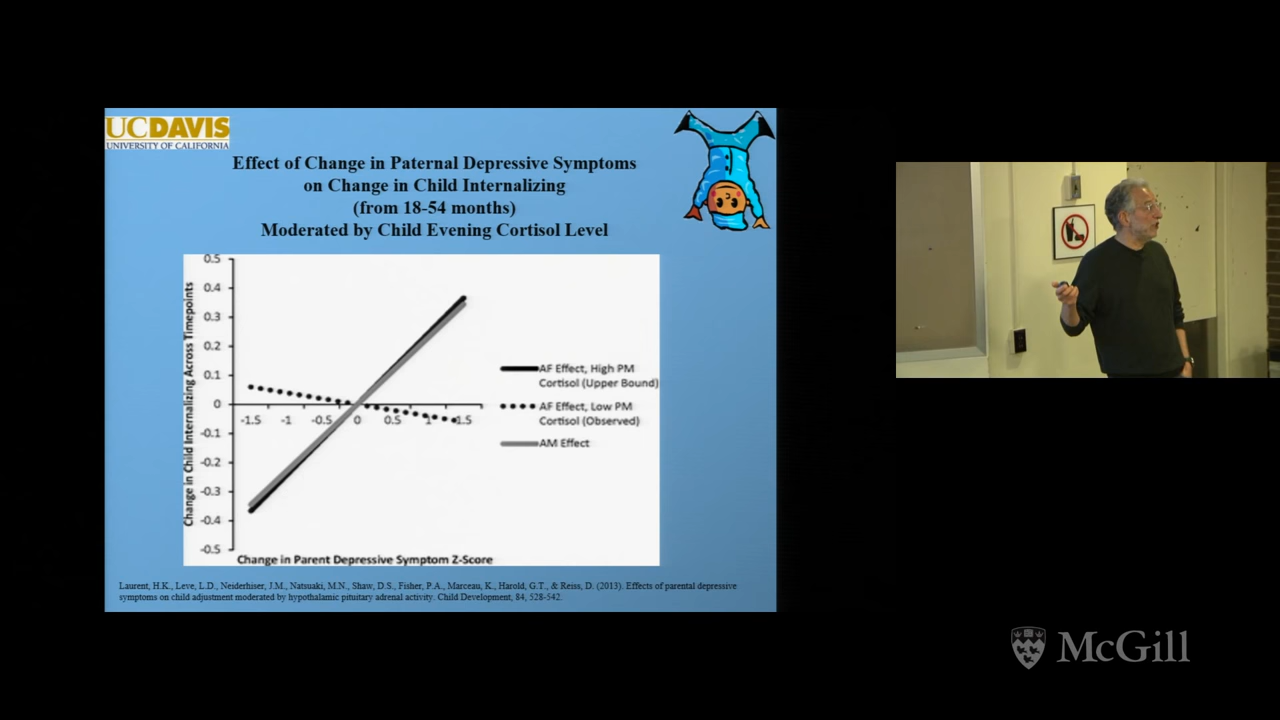 UCDAVIS
UNIVERSITY OF CALIFORNIA
Effect of Change in Paternal Depressive Symptoms
on Change in Child Internalizing
(from 18-54 months)
Moderated by Child Evening Cortisol Level
Change in Child Internalizing Across Timepoints
0.5
0.4
0.3
0.2
0.1
0
-0.1
-0.2
-0.3
-0.4
-0.5
-1.5 -1 -0.5 0 0.5 1 1.5
AF Effect, High PM
Cortisol (Upper Bound)
AF Effect, Low PM
Cortisol (Observed)
AM Effect
Change in Parent Depressive Symptom Z-Score
Laurent, H.K., Leve, L.D., Neiderhiser, J.M., Natsuaki, M.N., Shaw, D.S., Fisher, P.A., Marceau, K., Harold, G.T., & Reiss, D. (2013). Effects of parental depressive
symptoms on child adjustment moderated by hypothalamic pituitary adrenal activity. Child Development, 84, 528-542.
McGill